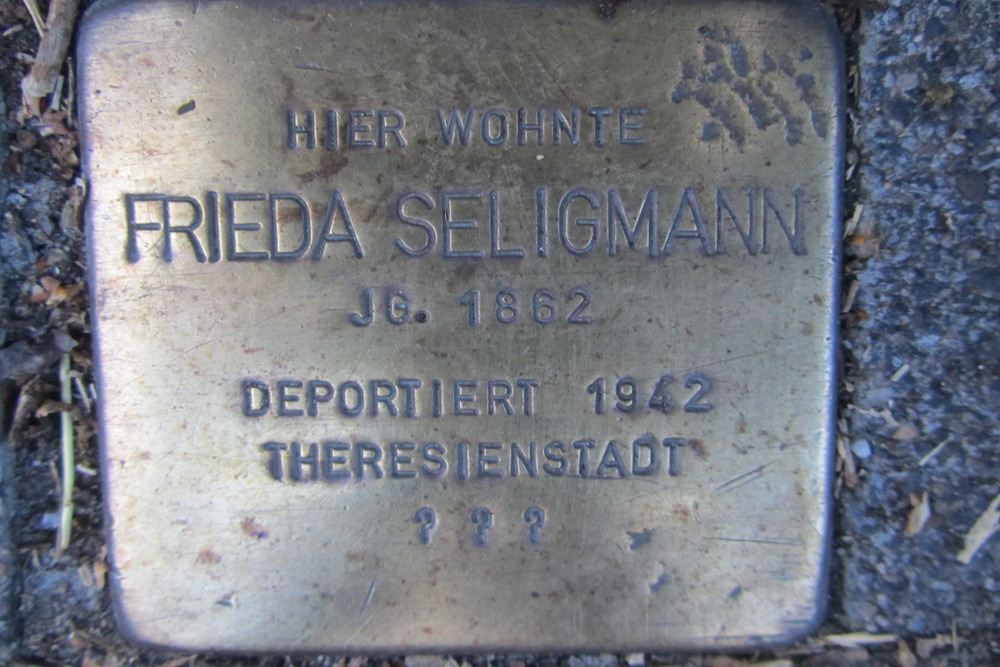 HIER WOHNTE
FRIEDA SELIGMANN
JG. 1862
DEPORTIERT 1942
THERESIENSTADT
? ? ?